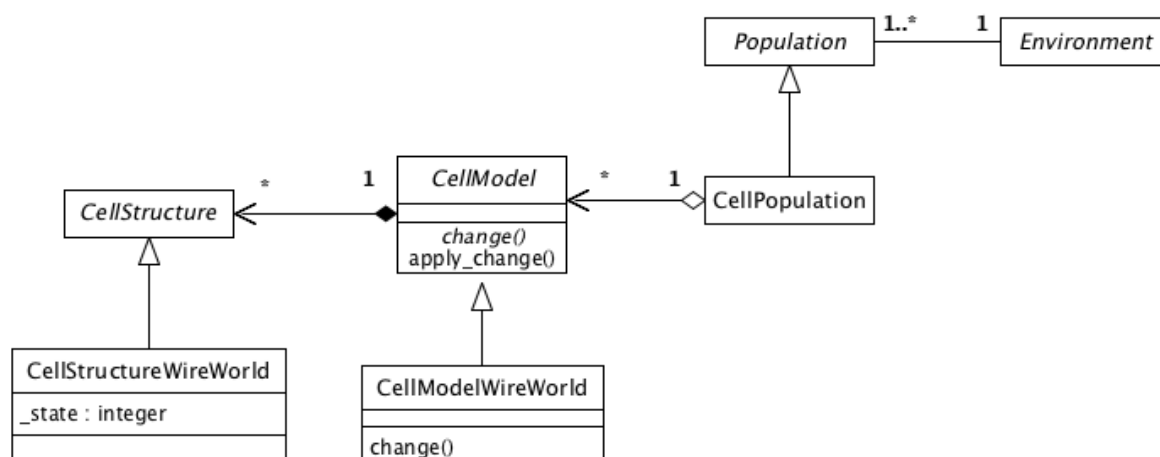 1..*
1
Population
Environment
*
1
CellModel
*
1
CellStructure
CellPopulation
change()
apply_change()
CellStructureWireWorld
CellModelWireWorld
_state : integer
change()